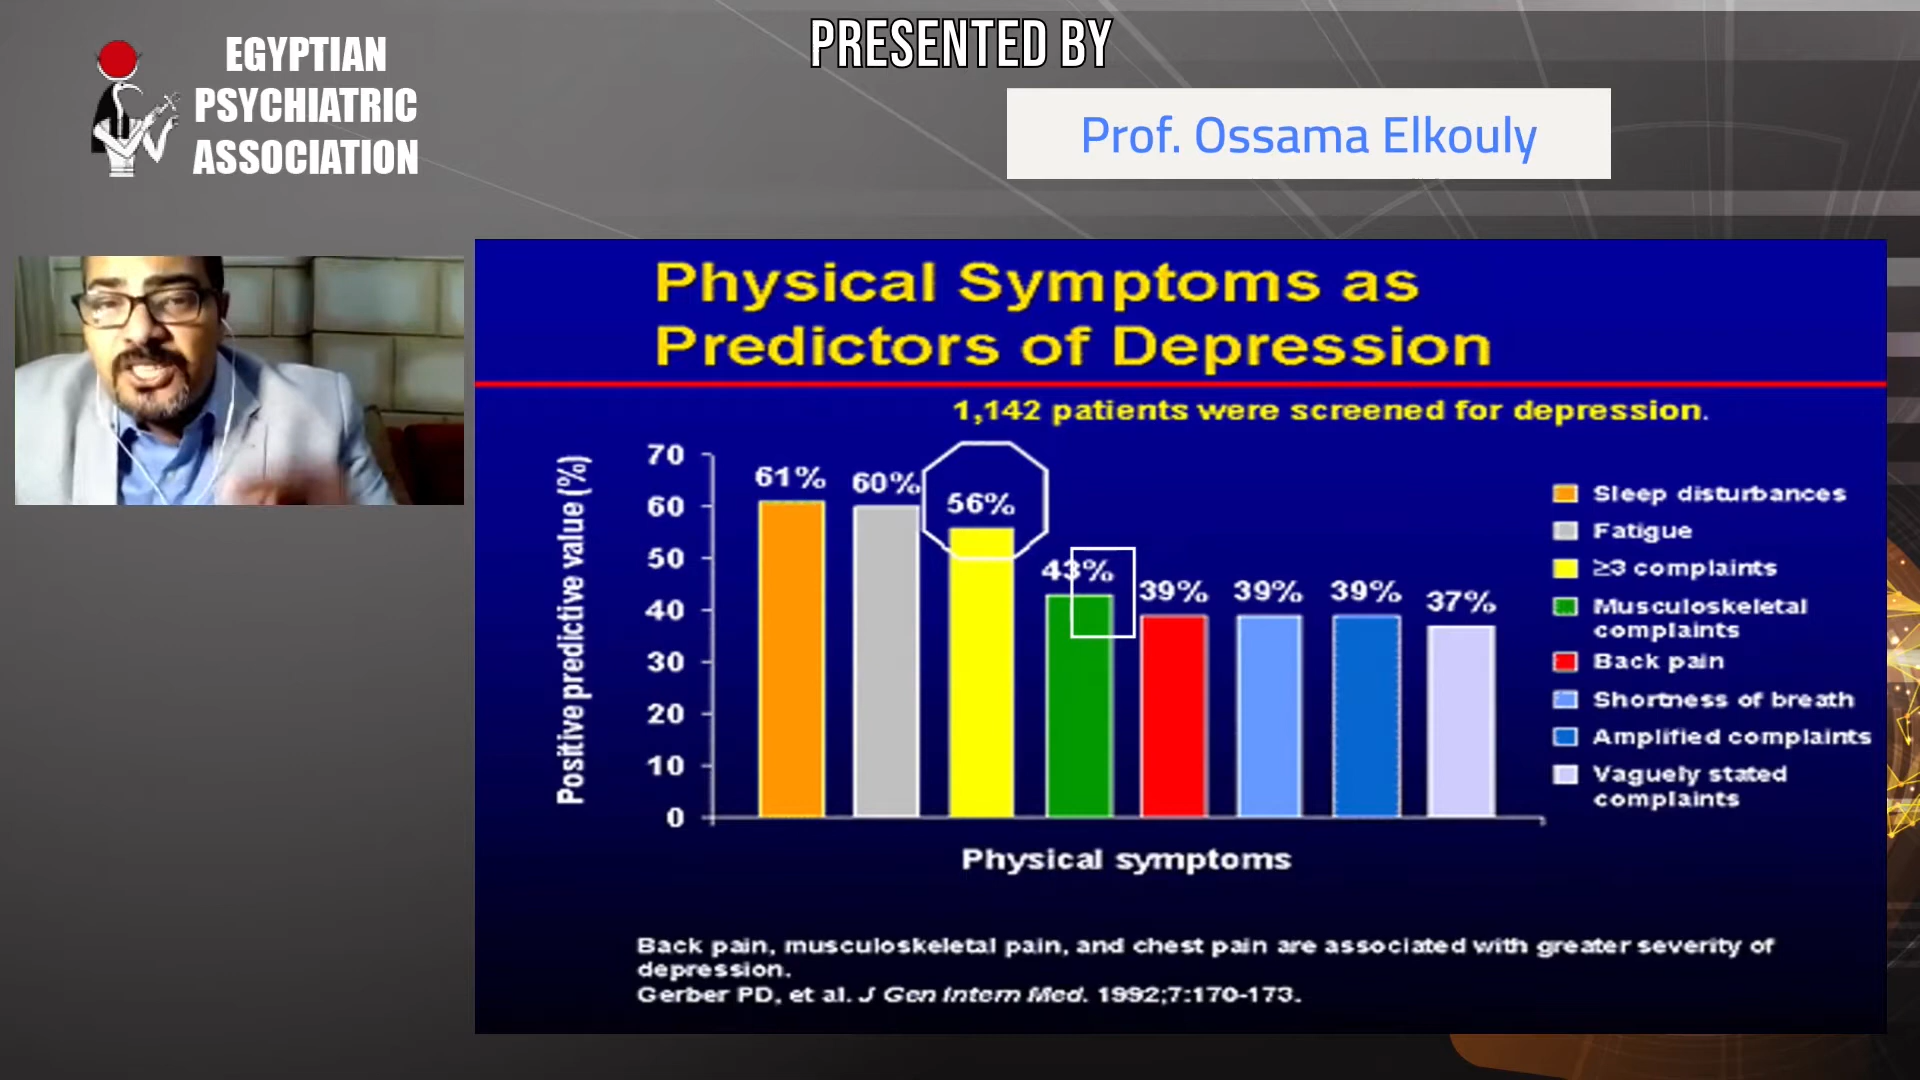 EGYPTIAN
PSYCHIATRIC
ASSOCIATION
PRESENTED BY
Prof. Ossama Elkouly
Physical Symptoms as
Predictors of Depression
1,142 patients were screened for depression.
Positive predictive value (%)
70
60
50
40
30
20
10
0
61%
60%
56%
43%
39%
39%
39%
37%
Physical symptoms
Sleep disturbances
Fatigue
≥3 complaints
Musculoskeletal
complaints
Back pain
Shortness of breath
Amplified complaints
Vaguely stated
complaints
Back pain, musculoskeletal pain, and chest pain are associated with greater severity of
depression.
Gerber PD, et al. J Gen Intern Med. 1992;7:170-173.